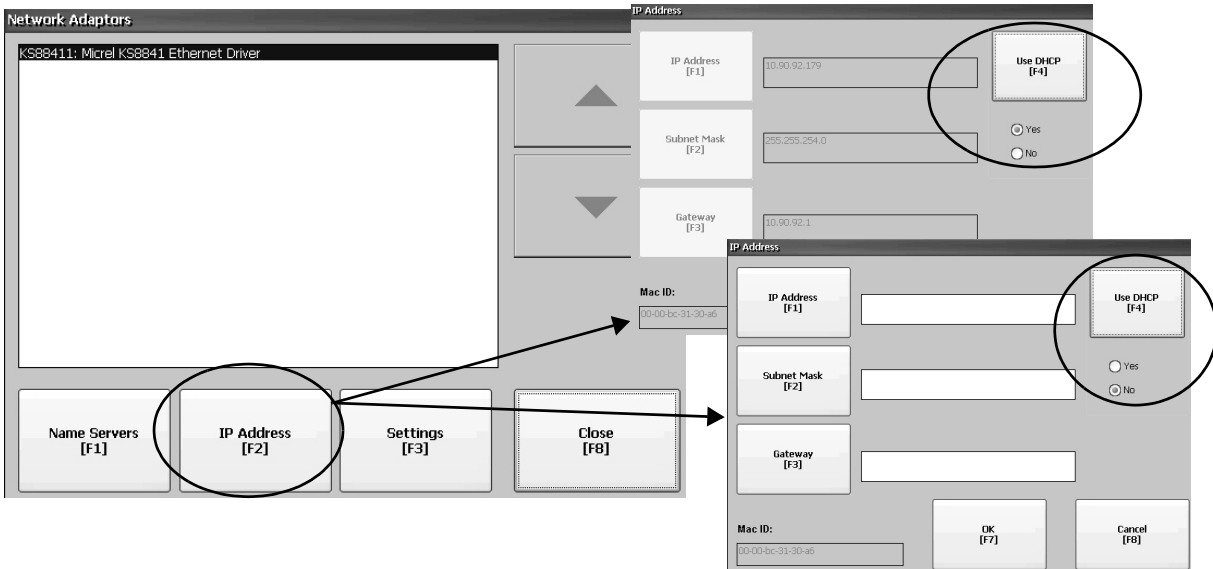 Network Adaptors
KS88411: Micrel KS8841 Ethernet Driver
Name Servers
[F1]
IP Address
[F2]
Settings
[F3]
Close
[F8]
IP Address
IP Address
[F1]
10.90.92.179
Use DHCP
[F4]
Yes
No
Subnet Mask
[F2]
255.255.254.0
Gateway
[F3]
10.90.92.1
Mac ID:
00-00-bc-31-30-a6
IP Address
IP Address
[F1]
Use DHCP
[F4]
Yes
No
Subnet Mask
[F2]
Gateway
[F3]
Mac ID:
00-00-bc-31-30-a6
OK
[F7]
Cancel
[F8]